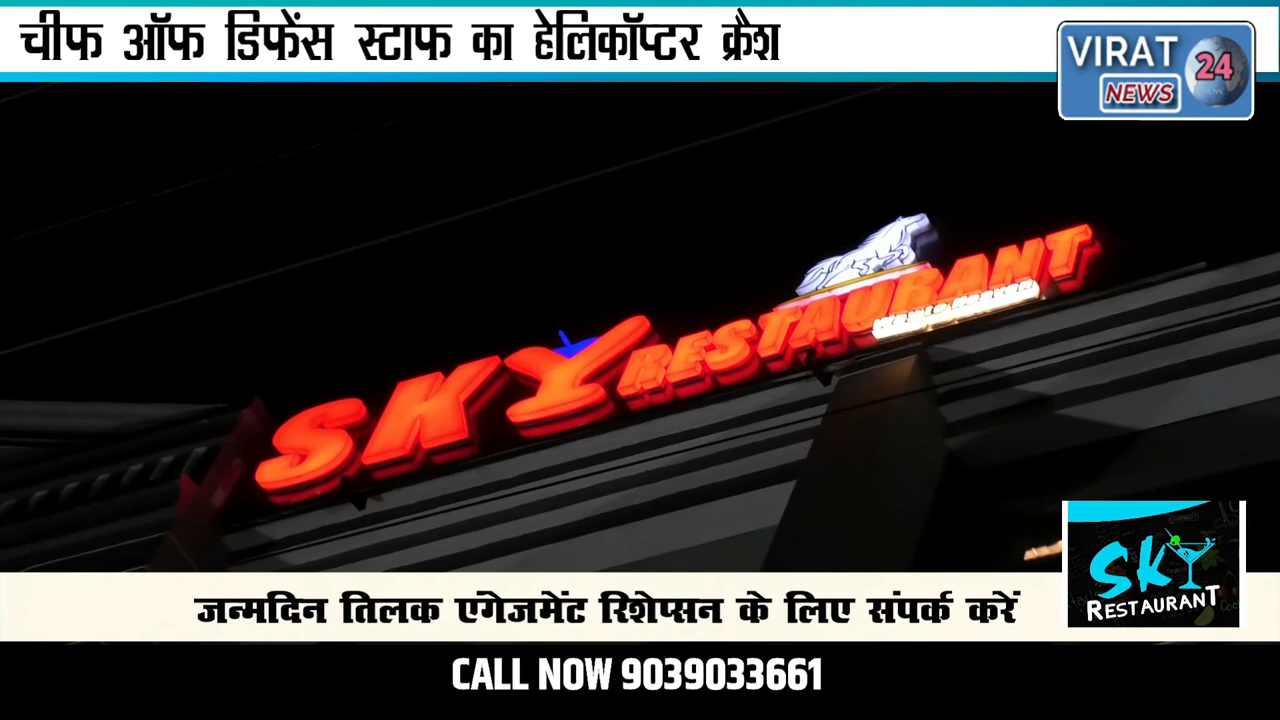 चीफ ऑफ डिफेंस स्टाफ का हेलिकॉप्टर क्रैश
VIRAT
24
NEWS
SKY RESTAURANT
SKY
RESTAURANT
जन्मदिन तिलक एंगेजमेंट रिशेप्सन के लिए संपर्क करें
CALL NOW 9039033661